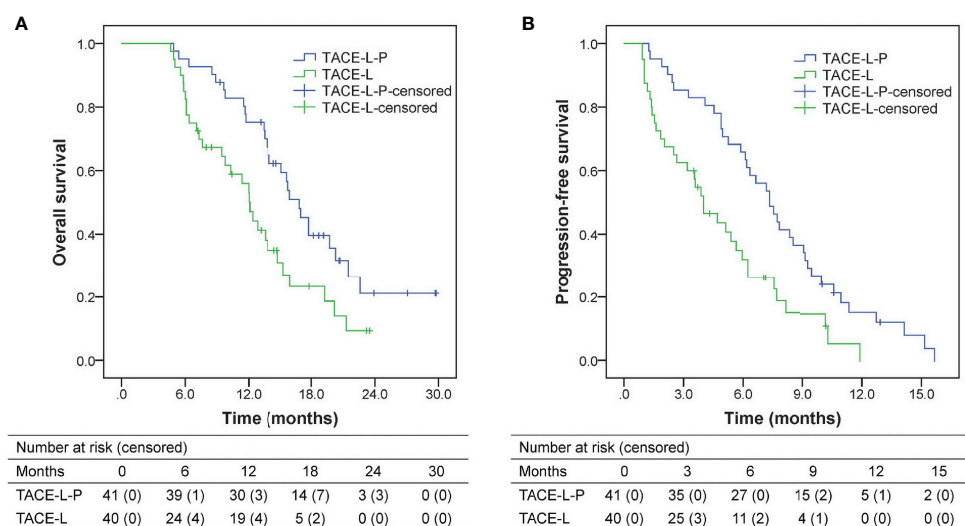 A
Overall survival
1.0
0.8
0.6
0.4
0.2
0.0
TACE-L-P
TACE-L
TACE-L-P-censored
TACE-L-censored
.0 6.0 12.0 18.0 24.0 30.0
Time (months)
Number at risk (censored)
Months 0 6 12 18 24 30
TACE-L-P 41 (0) 39 (1) 30 (3) 14 (7) 3 (3) 0 (0)
TACE-L 40 (0) 24 (4) 19 (4) 5 (2) 0 (0) 0 (0)
B
Progression-free survival
1.0
0.8
0.6
0.4
0.2
0.0
TACE-L-P
TACE-L
TACE-L-P-censored
TACE-L-censored
.0 3.0 6.0 9.0 12.0 15.0
Time (months)
Number at risk (censored)
Months 0 3 6 9 12 15
TACE-L-P 41 (0) 35 (0) 27 (0) 15 (2) 5 (1) 2 (0)
TACE-L 40 (0) 25 (3) 11 (2) 4 (1) 0 (0) 0 (0)